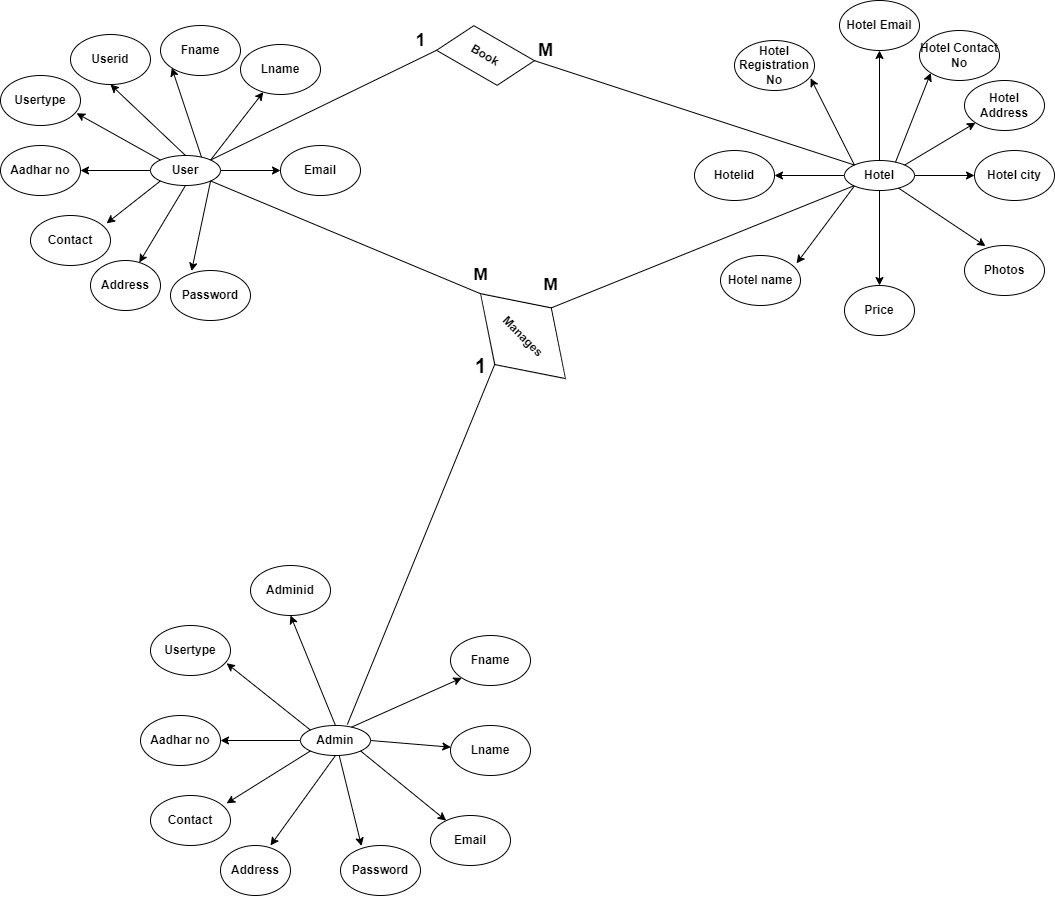 Hotel Email
1
M
Book
Fname
Userid
Lname
Hotel
Registration
No
Hotel Contact
No
Usertype
Hotel
Address
Aadhar no
User
Email
Hotelid
Hotel
Hotel city
Contact
Address
Password
M
M
Hotel name
Photos
Price
Manages
1
Adminid
Usertype
Fname
Aadhar no
Admin
Lname
Contact
Email
Address
Password